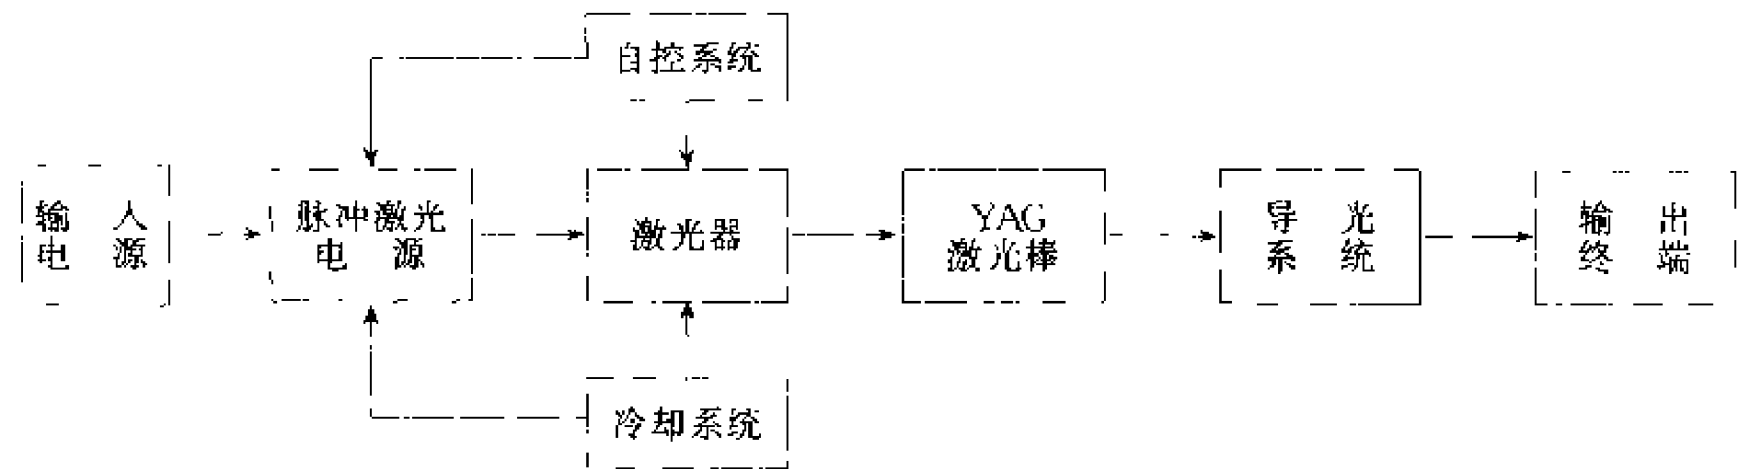 自控系统
输入
电源
脉冲激光
电源
激光器
YAG
激光棒
导光
系统
输出
终端
冷却系统